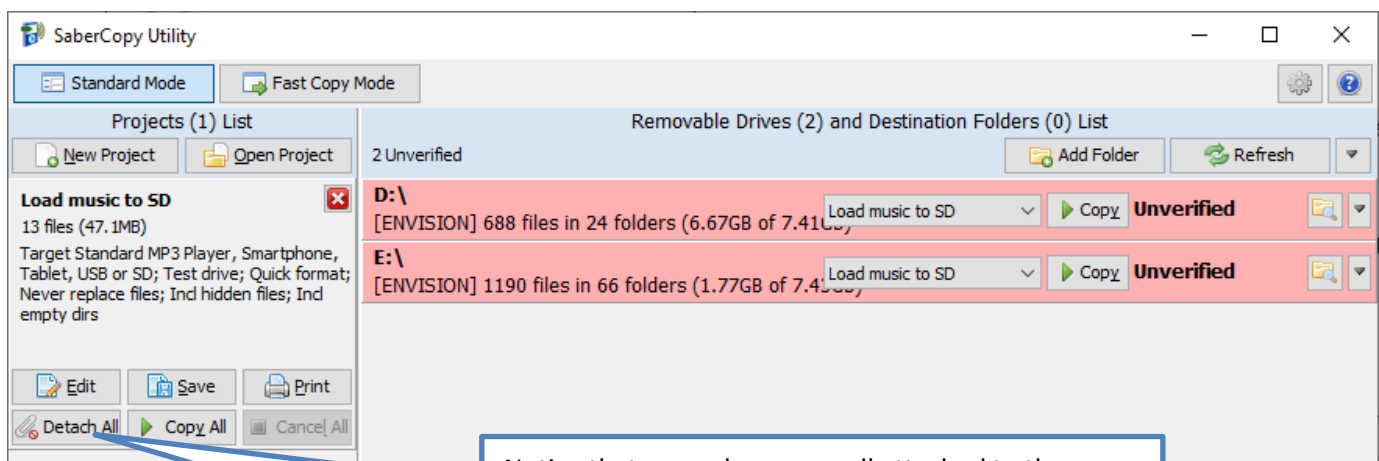 SaberCopy Utility
Standard Mode
Fast Copy Mode
Projects (1) List
Removable Drives (2) and Destination Folders (0) List
New Project
Open Project
2 Unverified
Add Folder
Refresh
Load music to SD
13 files (47.1MB)
Target Standard MP3 Player, Smartphone,
Tablet, USB or SD; Test drive; Quick format;
Never replace files; Incl hidden files; Incl
empty dirs
D:\
[ENVISION] 688 files in 24 folders (6.67GB of
Load music to SD
Copy
Unverified
E:\
[ENVISION] 1190 files in 66 folders (1.77GB of
Load music to SD
Copy
Unverified
Edit
Save
Print
Detach All
Copy All
Cancel All